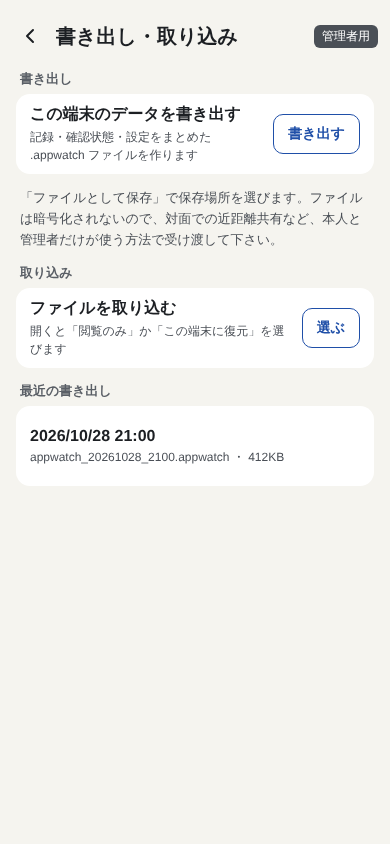 書き出し・取り込み
管理者用
書き出し
この端末のデータを書き出す
記録・確認状態・設定をまとめた
.appwatch ファイルを作ります
書き出す
「ファイルとして保存」で保存場所を選びます。ファイル
は暗号化されないので、対面での近距離共有など、本人と
管理者だけが使う方法で受け渡して下さい。
取り込み
ファイルを取り込む
開くと「閲覧のみ」か「この端末に復元」を選
びます
選ぶ
最近の書き出し
2026/10/28 21:00
appwatch_20261028_2100.appwatch ・ 412KB